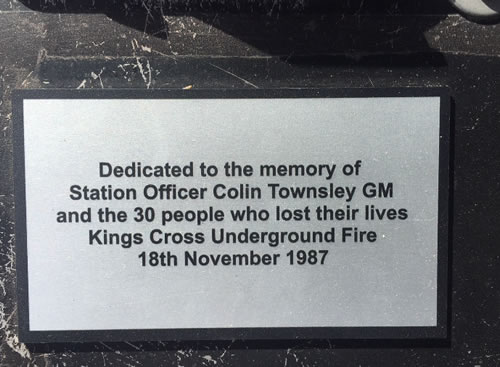 Dedicated to the memory of
Station Officer Colin Townsley GM
and the 30 people who lost their lives
Kings Cross Underground Fire
18th November 1987